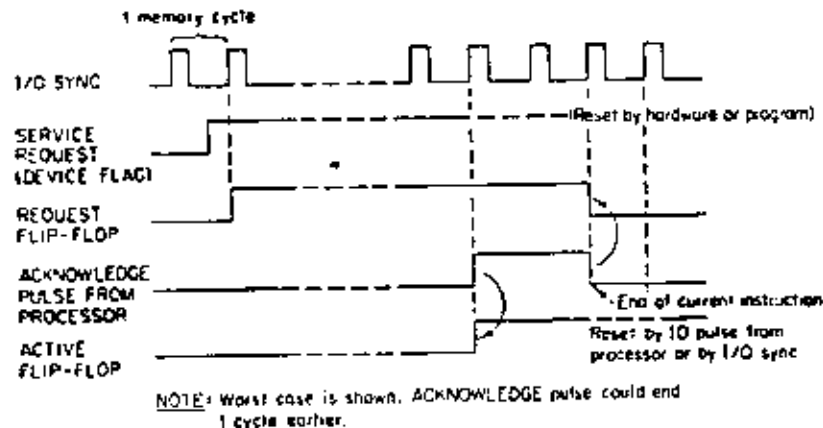 1 memory cycle
I/O SYNC
(Reset by hardware or program)
SERVICE
REQUEST
(DEVICE FLAG)
REQUEST
FLIP-FLOP
ACKNOWLEDGE
PULSE FROM
PROCESSOR
End of current instruction
Reset by IO pulse from
processor or by I/O sync
ACTIVE
FLIP-FLOP
NOTE: Worst case is shown. ACKNOWLEDGE pulse could end
1 cycle earlier.